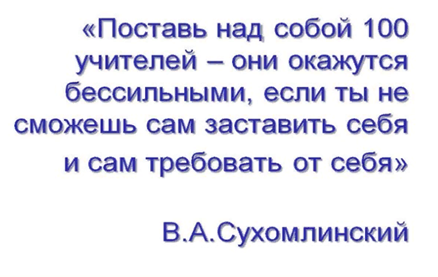 «Поставь над собой 100
учителей – они окажутся
бессильными, если ты не
сможешь сам заставить себя
и сам требовать от себя»
В.А.Сухомлинский